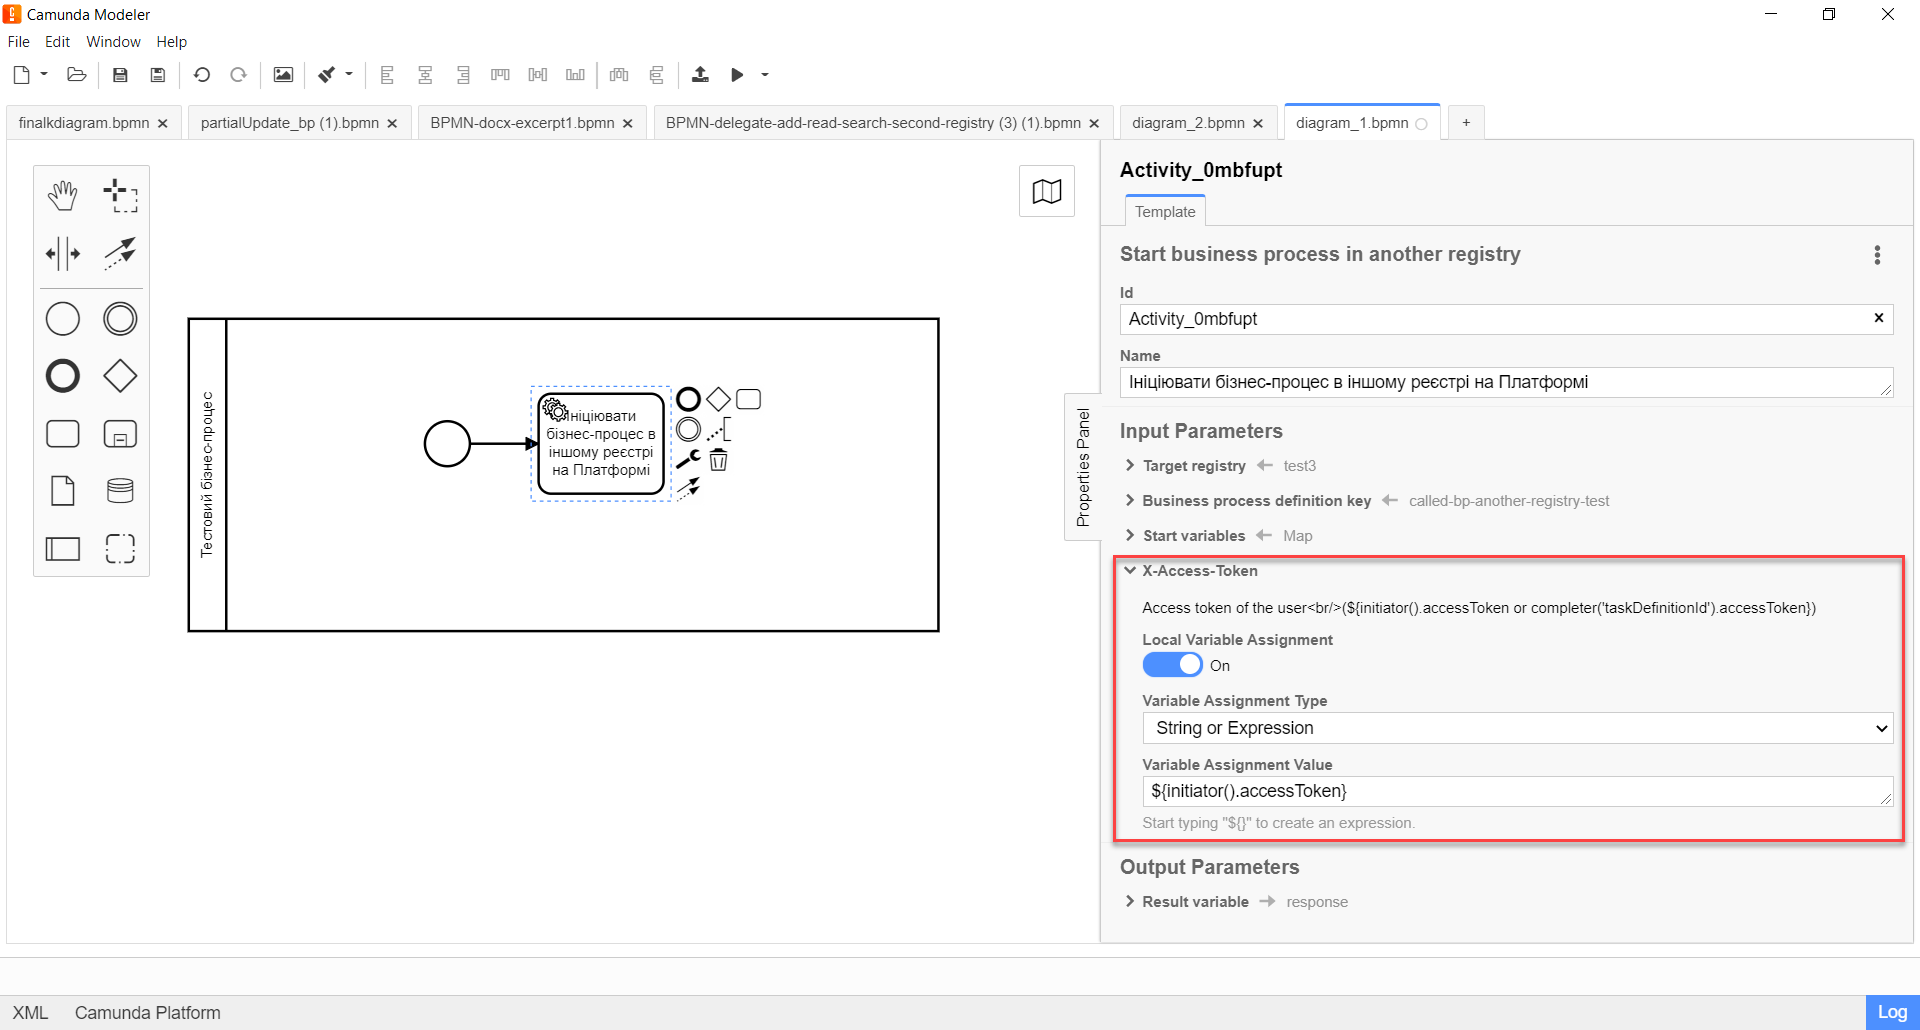 Camunda Modeler
File Edit Window Help
finalkdiagram.bpmn × partialUpdate_bp (1).bpmn × BPMN-docx-excerpt1.bpmn × BPMN-delegate-add-read-search-second-registry (3) (1).bpmn × diagram_2.bpmn × diagram_1.bpmn +
Тестовий бізнес-процес
Ініціювати
бізнес-процес в
іншому реєстрі
на Платформі
Properties Panel
Activity_0mbfupt
Template
Start business process in another registry
Id
Activity_0mbfupt ×
Name
Ініціювати бізнес-процес в іншому реєстрі на Платформі
Input Parameters
Target registry ← test3
Business process definition key ← called-bp-another-registry-test
Start variables ← Map
X-Access-Token
Access token of the user<br/>(${initiator().accessToken or completer('taskDefinitionId').accessToken})
Local Variable Assignment
On
Variable Assignment Type
String or Expression
Variable Assignment Value
${initiator().accessToken}
Start typing "${}" to create an expression.
Output Parameters
Result variable → response
XML Camunda Platform Log